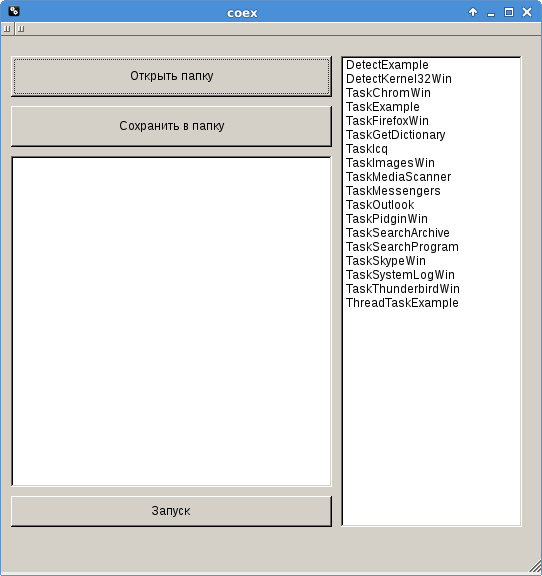 coex
Открыть папку
Сохранить в папку
Запуск
DetectExample
DetectKernel32Win
TaskChromWin
TaskExample
TaskFirefoxWin
TaskGetDictionary
TaskIcq
TaskImagesWin
TaskMediaScanner
TaskMessengers
TaskOutlook
TaskPidginWin
TaskSearchArchive
TaskSearchProgram
TaskSkypeWin
TaskSystemLogWin
TaskThunderbirdWin
ThreadTaskExample